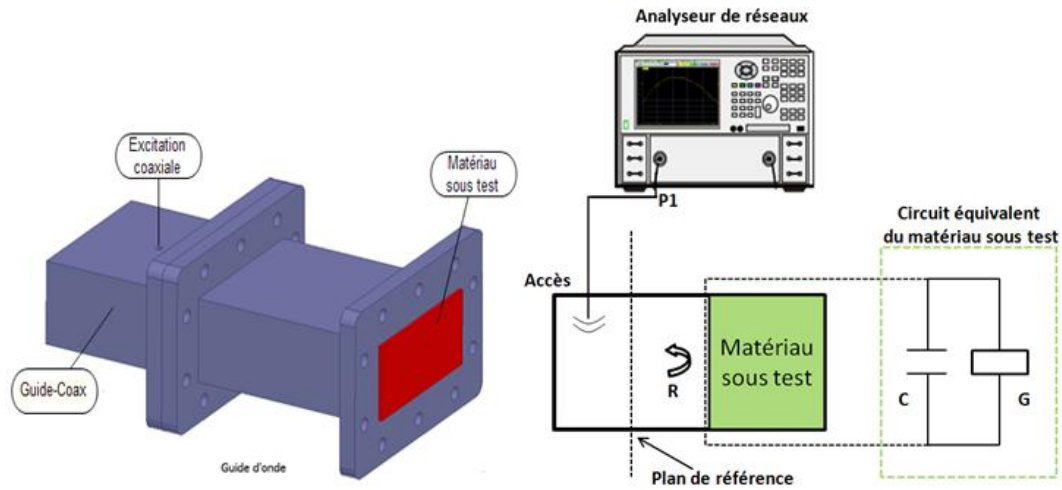 Analyseur de réseaux
Excitation
coaxiale
Matériau
sous test
Guide-Coax
Guide d'onde
P1
Accès
R
Matériau
sous test
Plan de référence
Circuit équivalent
du matériau sous test
C
G